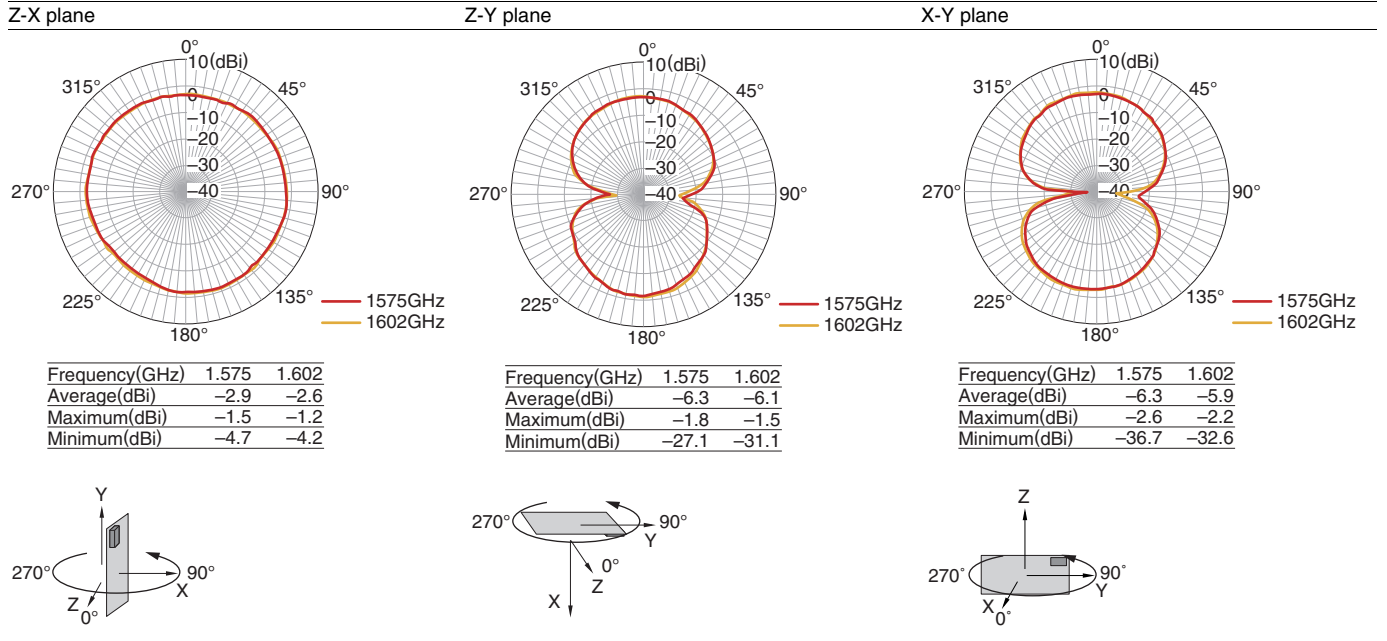 Z-X plane
0°
10(dBi)
315°
45°
0
–10
–20
–30
–40
270°
90°
225°
135°
180°
1575GHz
1602GHz
Frequency(GHz) 1.575 1.602
Average(dBi) –2.9 –2.6
Maximum(dBi) –1.5 –1.2
Minimum(dBi) –4.7 –4.2
Y
270°
90°
X
Z
0°
Z-Y plane
0°
10(dBi)
315°
45°
0
–10
–20
–30
–40
270°
90°
225°
135°
180°
1575GHz
1602GHz
Frequency(GHz) 1.575 1.602
Average(dBi) –6.3 –6.1
Maximum(dBi) –1.8 –1.5
Minimum(dBi) –27.1 –31.1
270°
90°
Y
0°
Z
X
X-Y plane
0°
10(dBi)
315°
45°
0
–10
–20
–30
–40
270°
90°
225°
135°
180°
1575GHz
1602GHz
Frequency(GHz) 1.575 1.602
Average(dBi) –6.3 –5.9
Maximum(dBi) –2.6 –2.2
Minimum(dBi) –36.7 –32.6
Z
270°
90°
Y
X
0°